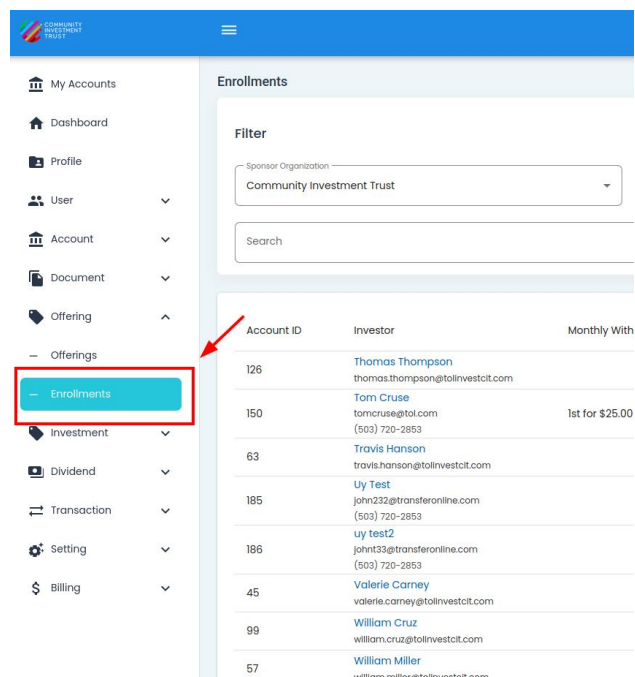 COMMUNITY
INVESTMENT
TRUST
My Accounts
Dashboard
Profile
User
Account
Document
Offering
Offerings
Enrollments
Investment
Dividend
Transaction
Setting
Billing
Enrollments
Filter
Sponsor Organization
Community Investment Trust
Search
Account ID Investor Monthly With
126 Thomas Thompson
thomas.thompson@tolinvestcit.com
150 Tom Cruse
tomcruse@tol.com 1st for $25.00
(503) 720-2853
63 Travis Hanson
travis.hanson@tolinvestcit.com
185 Uy Test
john232@transferonline.com
(503) 720-2853
186 uy test2
johnt33@transferonline.com
(503) 720-2853
45 Valerie Carney
valerie.carney@tolinvestcit.com
99 William Cruz
william.cruz@tolinvestcit.com
57 William Miller
william.miller@tolinvestcit.com